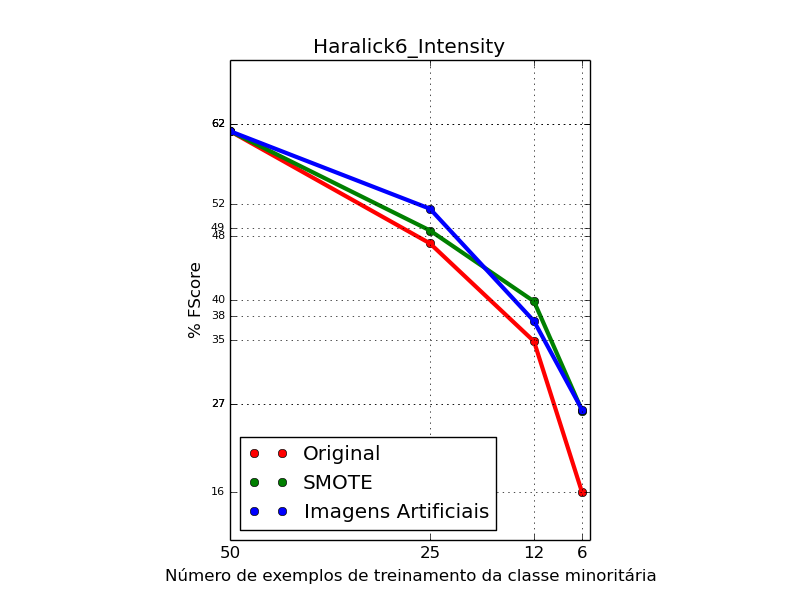 Haralick6_Intensity
% FScore
62
52
49
48
40
38
35
27
16
Original
SMOTE
Imagens Artificiais
50 25 12 6
Número de exemplos de treinamento da classe minoritária